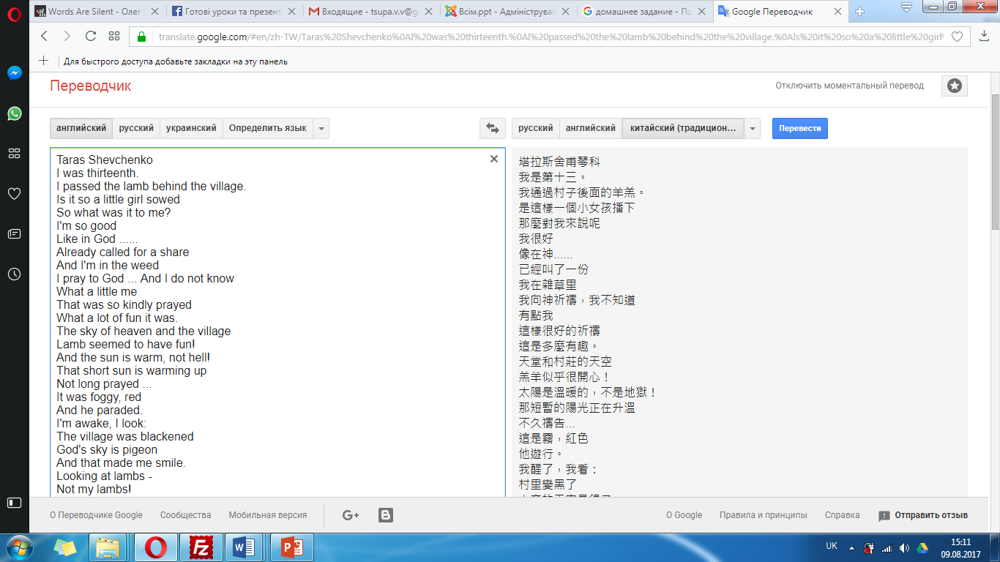 Words Are Silent - Олег
Готові уроки та презент
Входящие - tsupa.v.v@g
Всім.ppt - Адмініструван
домашнее задание - По
Google Переводчик
translate.google.com/#en/zh-TW/Taras%20Shevchenko%0AI%20was%20thirteenth.%0AI%20passed%20the%20lamb%20behind%20the%20village.%0AIs%20it%20so%20a%20little%20girl%
Для быстрого доступа добавьте закладки на эту панель
Переводчик
Отключить моментальный перевод
английский русский украинский Определить язык
русский английский китайский (традицион... Перевести
Taras Shevchenko
I was thirteenth.
I passed the lamb behind the village.
Is it so a little girl sowed
So what was it to me?
I'm so good
Like in God ......
Already called for a share
And I'm in the weed
I pray to God ... And I do not know
What a little me
That was so kindly prayed
What a lot of fun it was.
The sky of heaven and the village
Lamb seemed to have fun!
And the sun is warm, not hell!
That short sun is warming up
Not long prayed ...
It was foggy, red
And he paraded.
I'm awake, I look:
The village was blackened
God's sky is pigeon
And that made me smile.
Looking at lambs -
Not my lambs!
塔拉斯舍甫琴科
我是第十三。
我通過村子後面的羊羔。
是這樣一個小女孩播下
那麼對我來說呢
我很好
像在神......
已經叫了一份
我在雜草里
我向神祈禱，我不知道
有點我
這樣很好的祈禱
這是多麼有趣。
天堂和村莊的天空
羔羊似乎很開心！
太陽是溫暖的，不是地獄！
那短暫的陽光正在升溫
不久禱告...
這是霧，紅色
他遊行。
我醒了，我看：
村里變黑了
О Переводчике Google Сообщества Мобильная версия
О Google Правила и принципы Справка Отправить отзыв
UK
15:11
09.08.2017